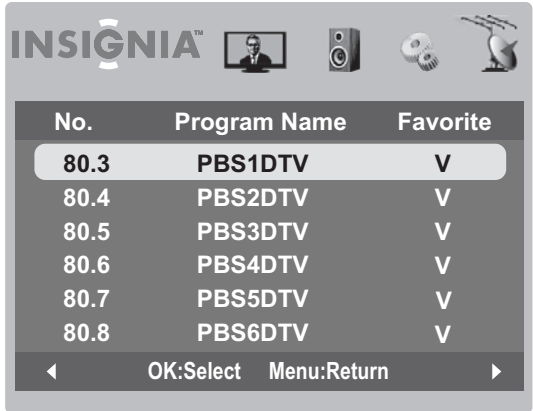 INSIGNIA™
No. Program Name Favorite
80.3 PBS1DTV V
80.4 PBS2DTV V
80.5 PBS3DTV V
80.6 PBS4DTV V
80.7 PBS5DTV V
80.8 PBS6DTV V
OK:Select Menu:Return